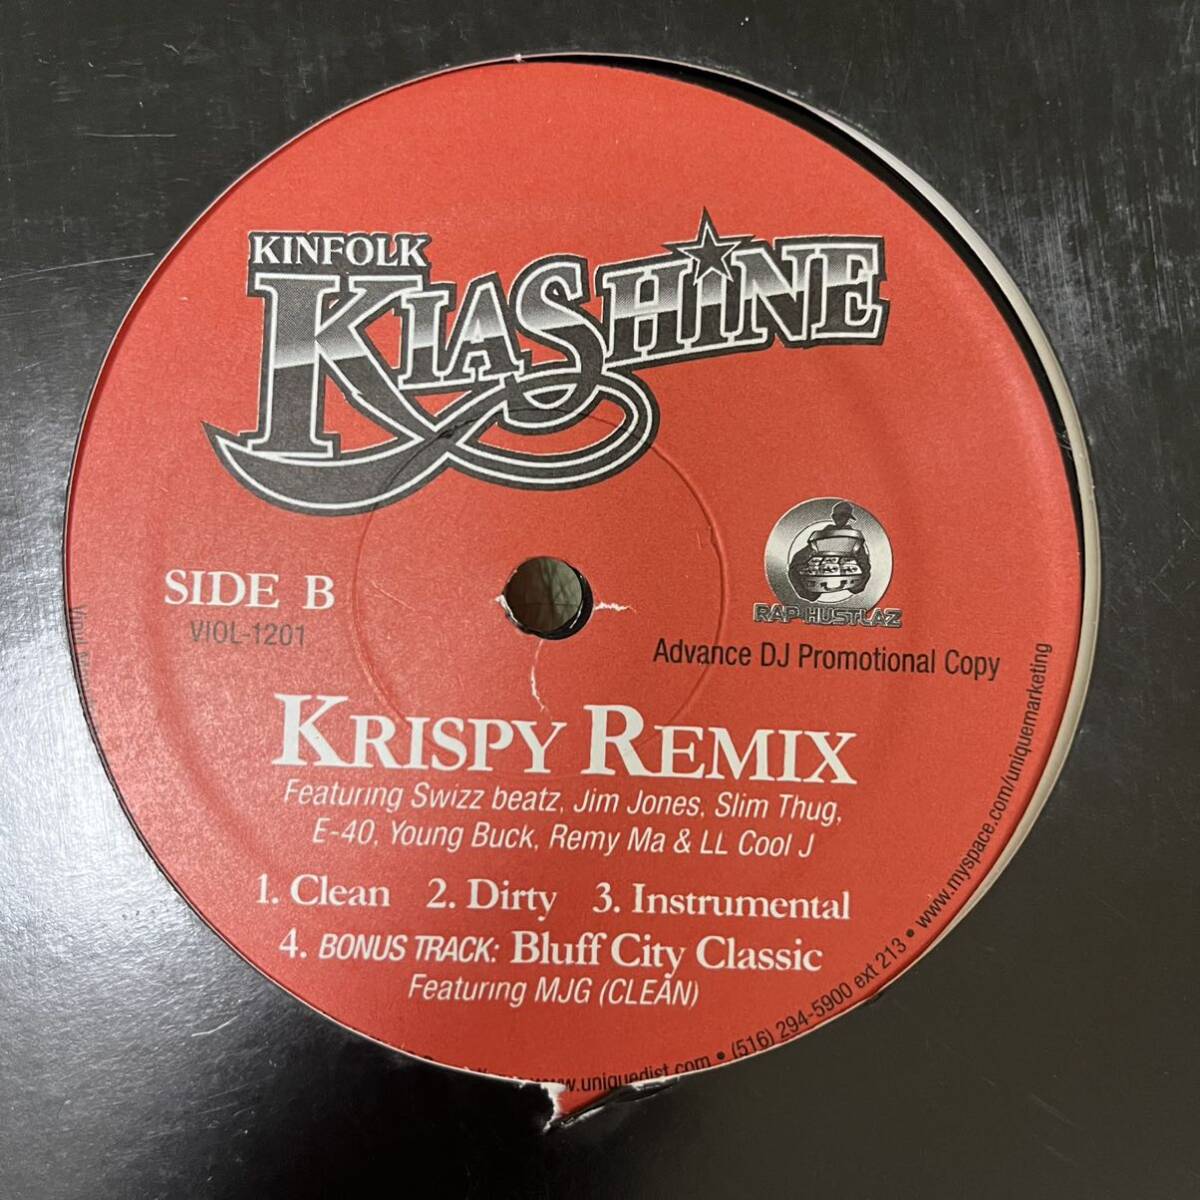 KINFOLK
KIASHINE
SIDE B
VIOL-1201
RAP HUSTLAZ
Advance DJ Promotional Copy
KRISPY REMIX
Featuring Swizz beatz, Jim Jones, Slim Thug,
E-40, Young Buck, Remy Ma & LL Cool J
1. Clean 2. Dirty 3. Instrumental
4. BONUS TRACK: Bluff City Classic
Featuring MJG (CLEAN)
w.uniquedist.com • (516) 294-5900 ext 213 • www.myspace.com/uniquemarketing